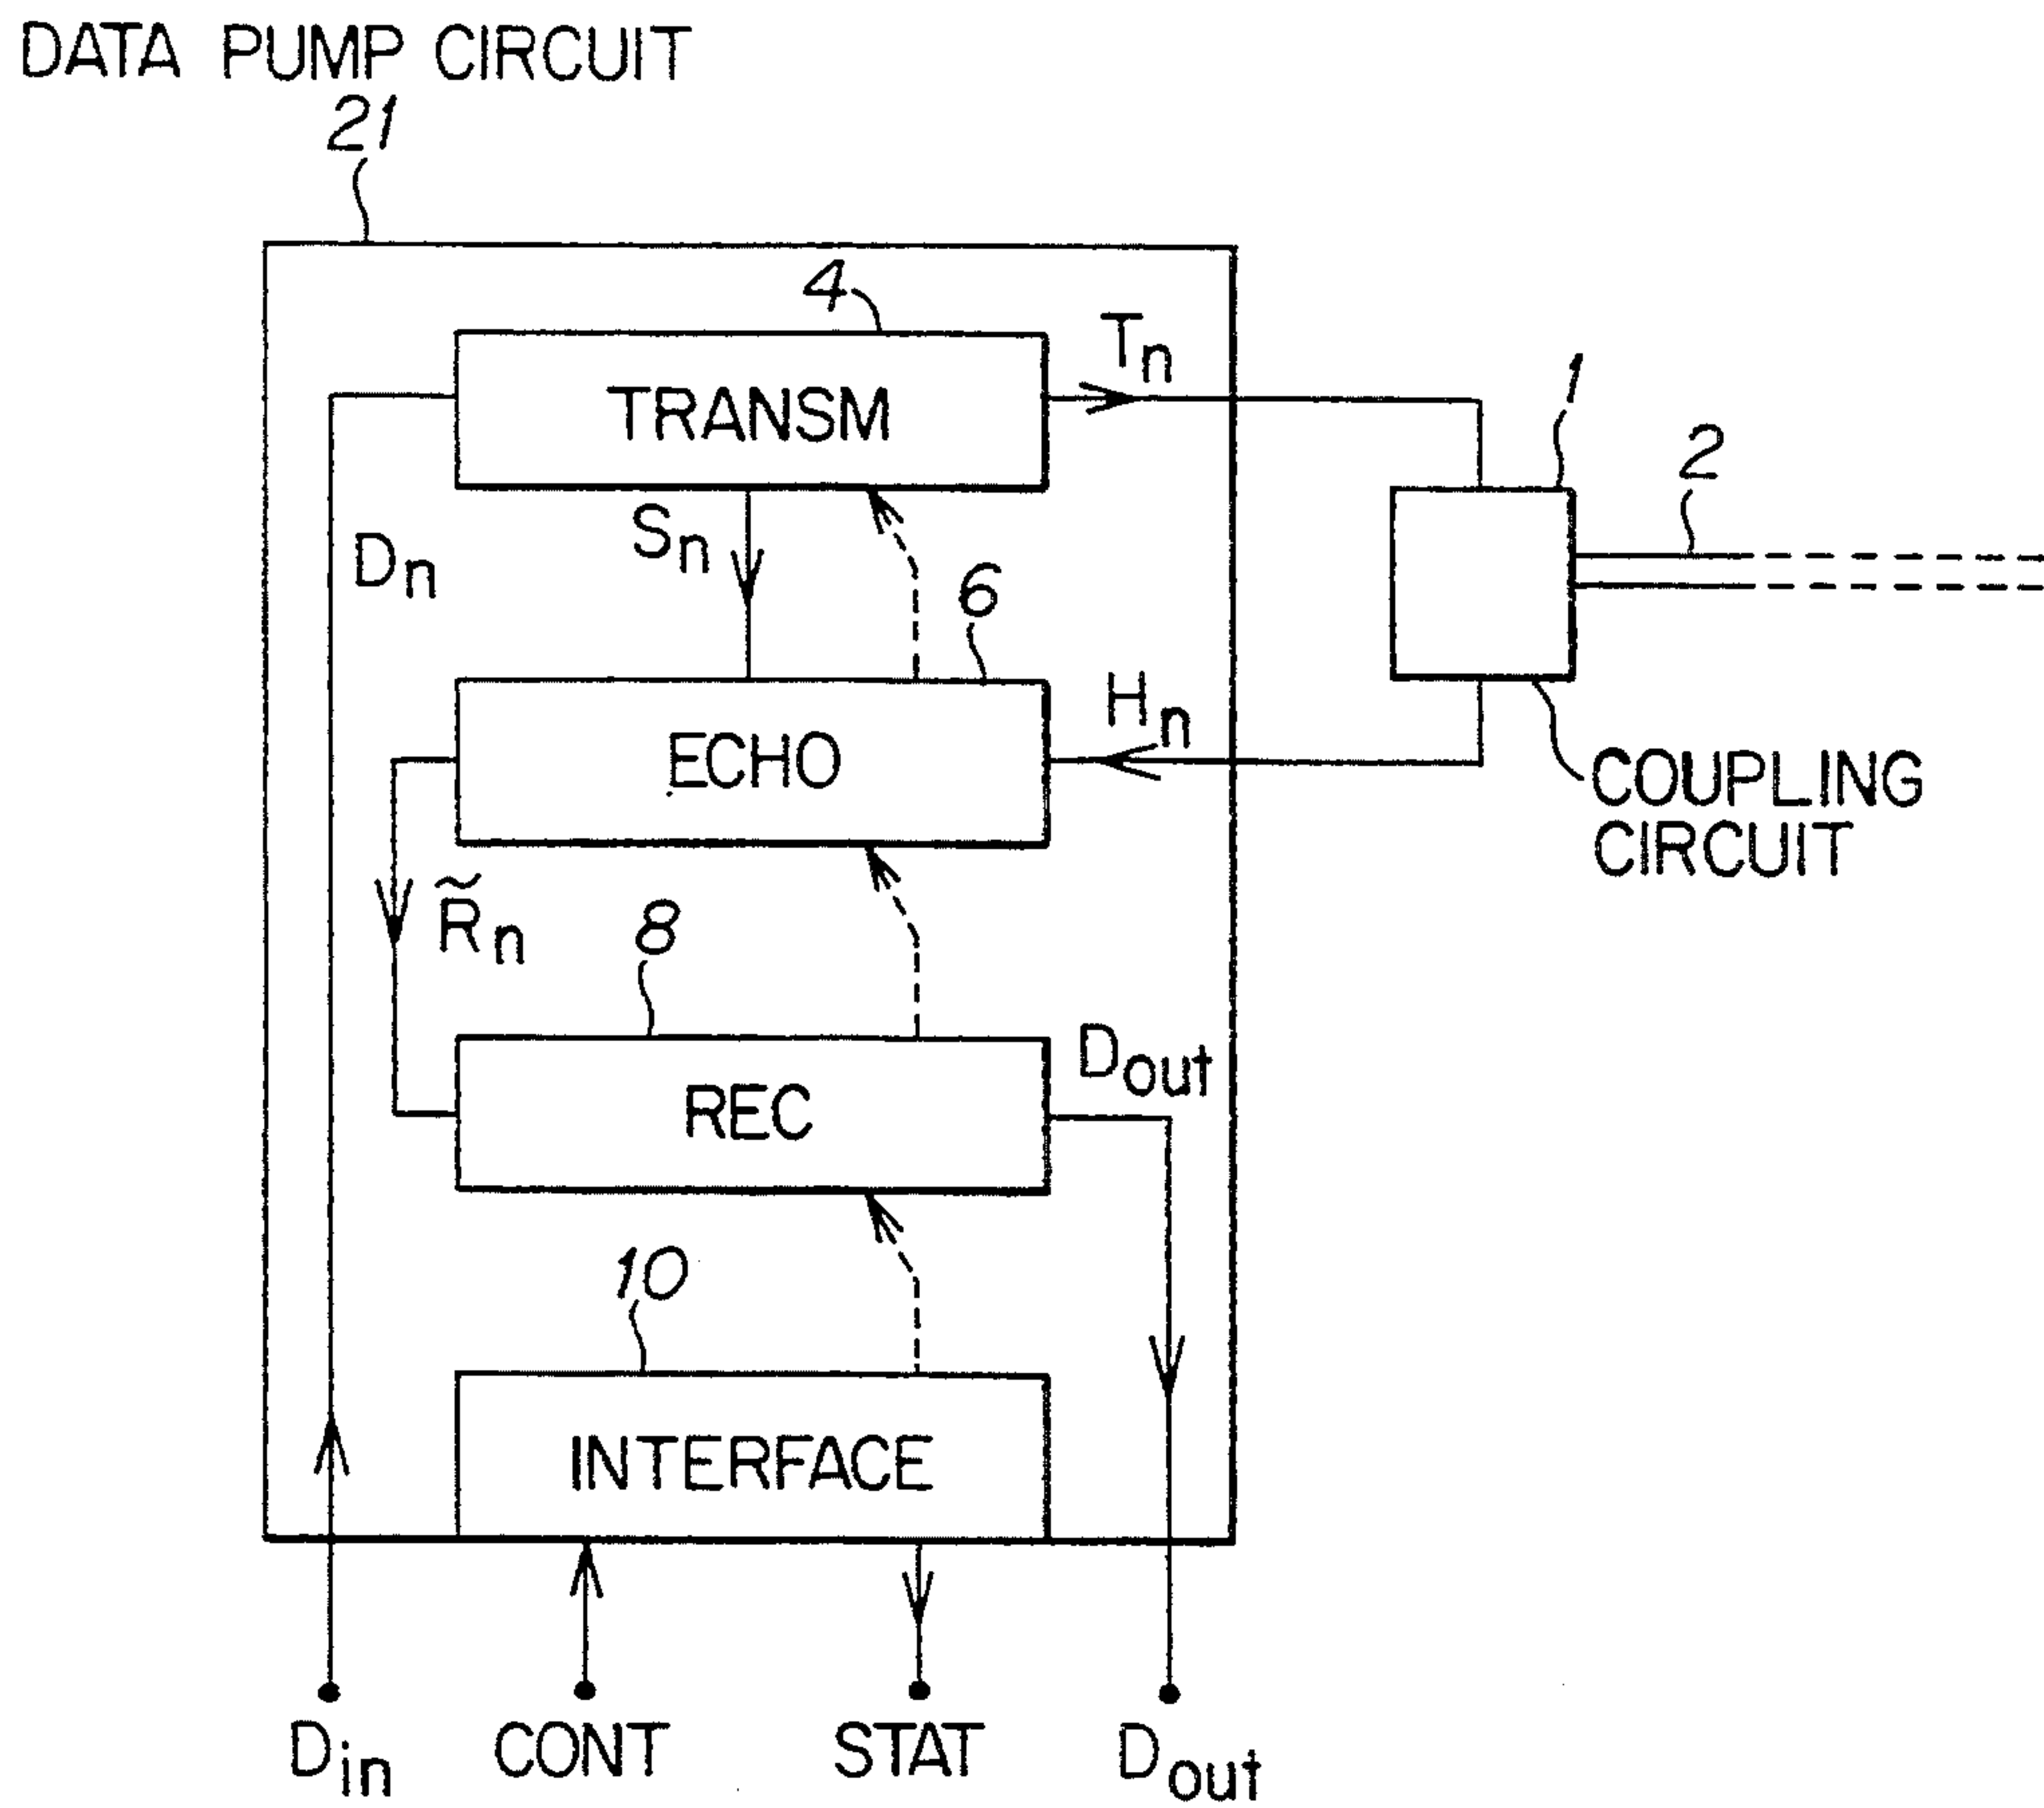 DATA PUMP CIRCUIT
21
4
Tn
TRANSM
1
2
Sn
Dn
6
Hn
ECHO
COUPLING
CIRCUIT
R̃n
8
Dout
REC
10
INTERFACE
Din
CONT
STAT
Dout